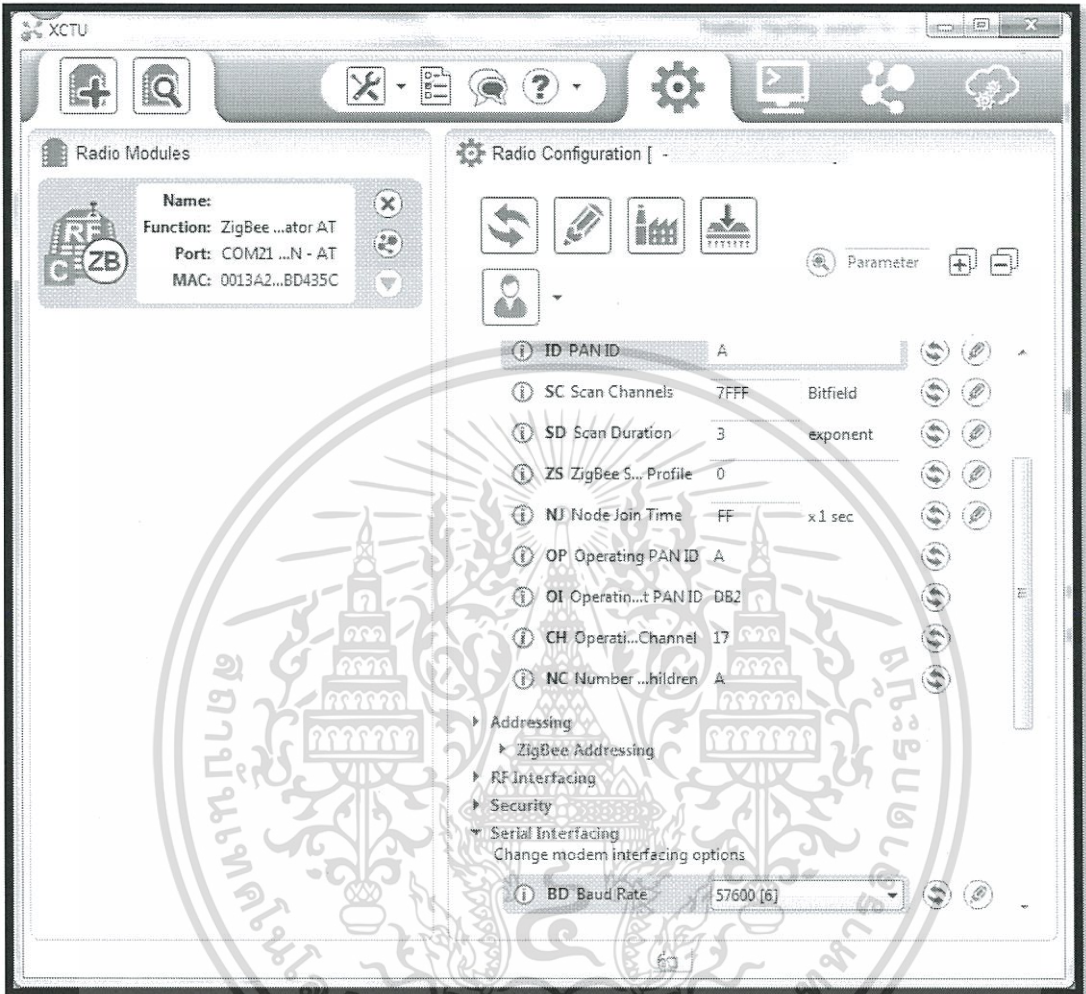 XCTU
Radio Modules
Name:
Function: ZigBee ...ator AT
Port: COM21 ...N - AT
MAC: 0013A2...BD435C
RF
C
ZB
Radio Configuration [ -
Parameter
ID PAN ID A
SC Scan Channels 7FFF Bitfield
SD Scan Duration 3 exponent
ZS ZigBee S... Profile 0
NJ Node Join Time FF x 1 sec
OP Operating PAN ID A
OI Operatin...t PAN ID DB2
CH Operati...Channel 17
NC Number ...hildren A
Addressing
ZigBee Addressing
RF Interfacing
Security
Serial Interfacing
Change modem interfacing options
BD Baud Rate 57600 [6]